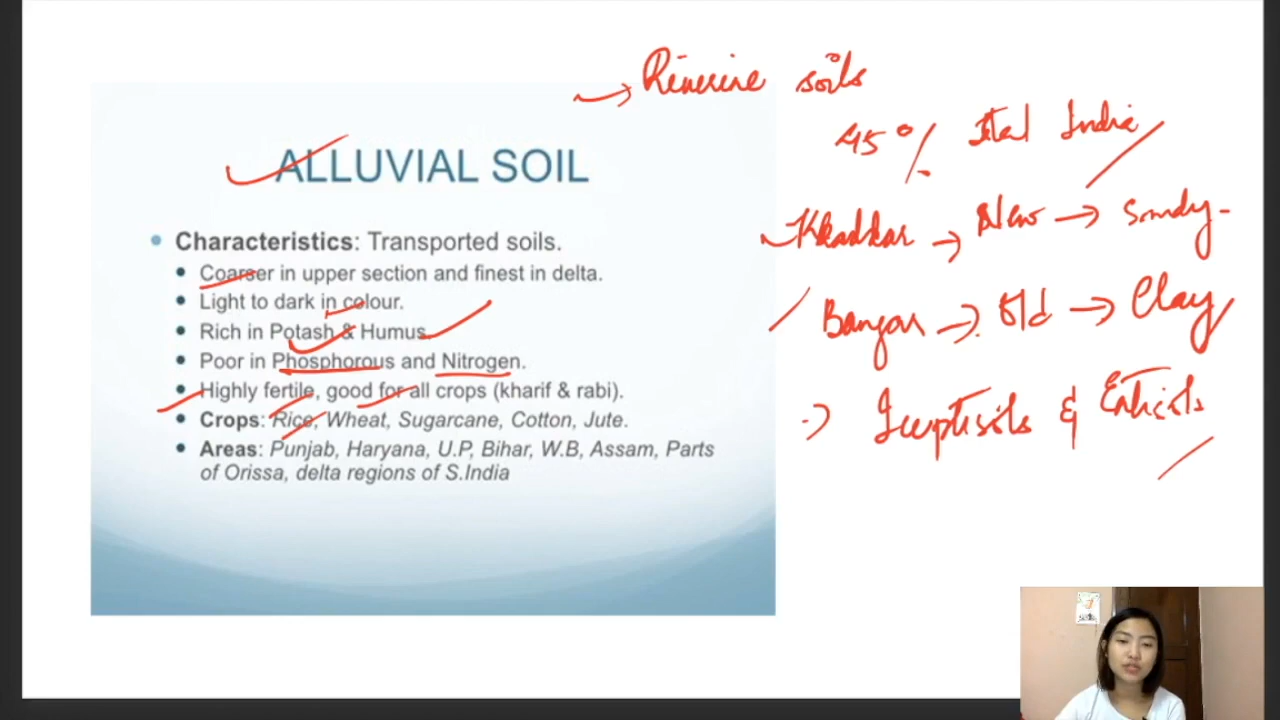 → Riverine soils
45% Total India
ALLUVIAL SOIL
Khaddar → New → Sandy
Bangar → Old → Clay
→ Inceptisols & Entisols
• Characteristics: Transported soils.
• Coarser in upper section and finest in delta.
• Light to dark in colour.
• Rich in Potash & Humus
• Poor in Phosphorous and Nitrogen.
• Highly fertile, good for all crops (kharif & rabi).
• Crops: Rice, Wheat, Sugarcane, Cotton, Jute.
• Areas: Punjab, Haryana, U.P, Bihar, W.B, Assam, Parts
of Orissa, delta regions of S.India